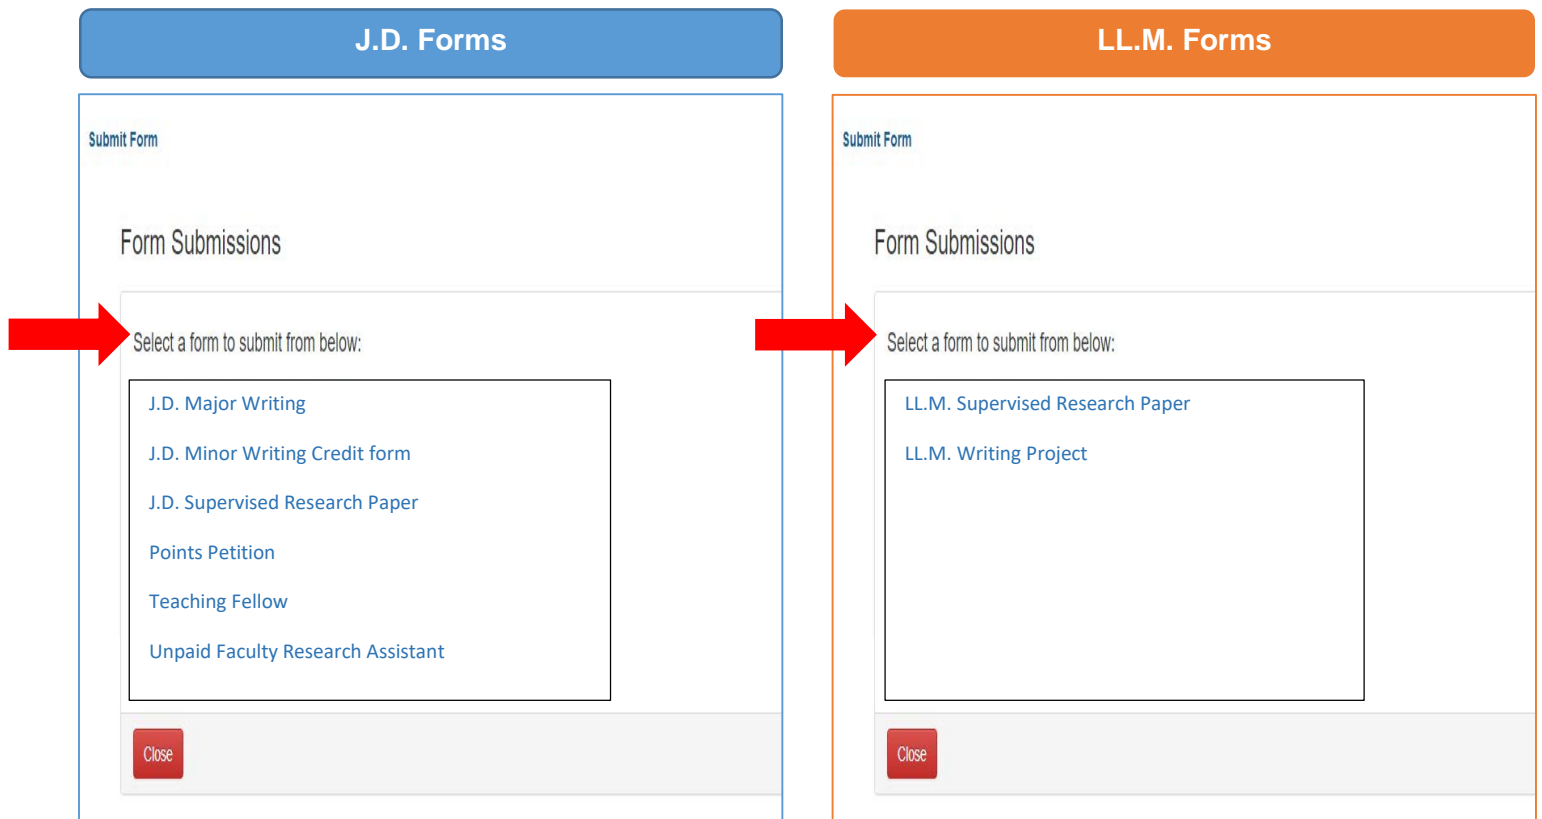 J.D. Forms
Submit Form
Form Submissions
Select a form to submit from below:
J.D. Major Writing
J.D. Minor Writing Credit form
J.D. Supervised Research Paper
Points Petition
Teaching Fellow
Unpaid Faculty Research Assistant
Close
LL.M. Forms
Submit Form
Form Submissions
Select a form to submit from below:
LL.M. Supervised Research Paper
LL.M. Writing Project
Close